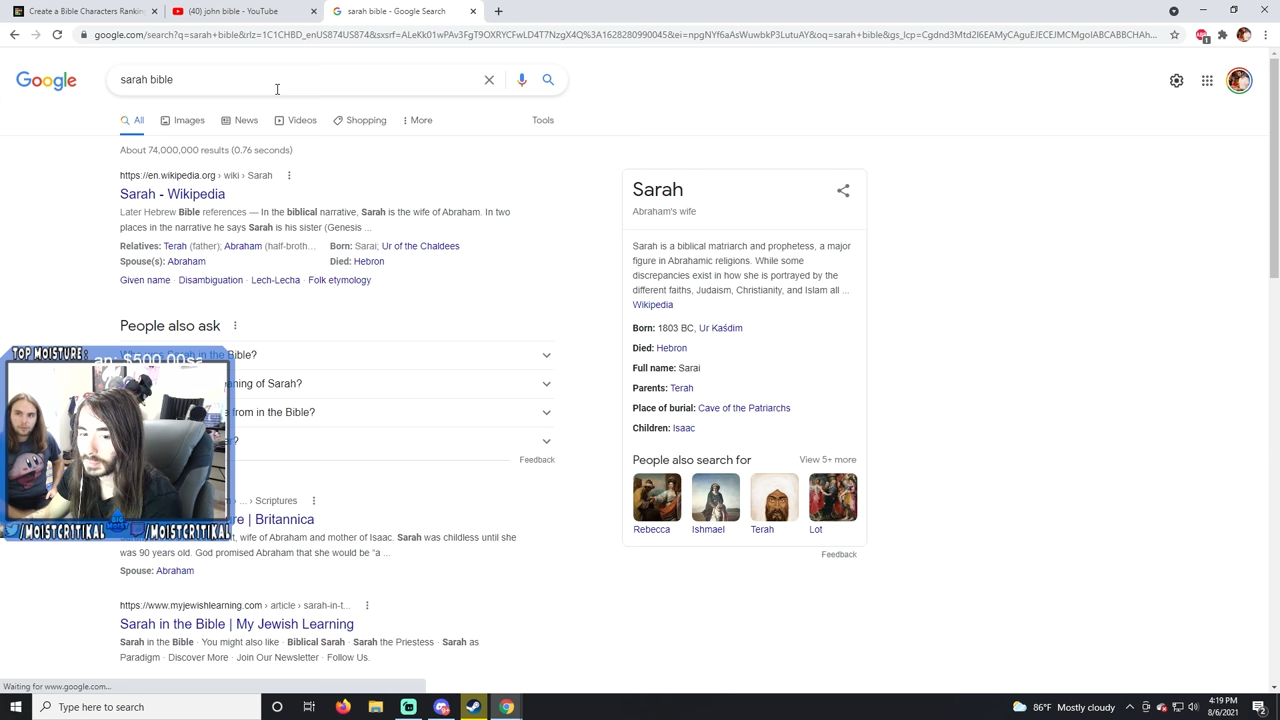 Create a Bible Characters Ranking
(40) john bible - YouTube
sarah bible - Google Search
google.com/search?q=sarah+bible&rlz=1C1CHBD_enUS874US874&sxsrf=ALeKk01wPAv3FgT9OXRYCFwLD4T7NzgX4Q%3A1628280990045&ei=npgNYf6aAsWuwbkP3LutuAY&oq=sarah+bible&gs_lcp=Cgdnd3Mtd2l6EAMyCAguEJECEJMCMgoIABCABBCHAh...
1
Google
sarah bible
All
Images
News
Videos
Shopping
More
Tools
About 74,000,000 results (0.76 seconds)
https://en.wikipedia.org › wiki › Sarah
Sarah - Wikipedia
Later Hebrew Bible references — In the biblical narrative, Sarah is the wife of Abraham. In two
places in the narrative he says Sarah is his sister (Genesis ...
Relatives: Terah (father); Abraham (half-broth...
Born: Sarai; Ur of the Chaldees
Spouse(s): Abraham
Died: Hebron
Given name · Disambiguation · Lech-Lecha · Folk etymology
People also ask
in the Bible?
aning of Sarah?
from in the Bible?
TOP MOISTURE:
an: $500.00
MOISTCRITIKAL
BIG MOIST
MOISTCRITIKAL
Feedback
› ... › Scriptures
re | Britannica
t, wife of Abraham and mother of Isaac. Sarah was childless until she
was 90 years old. God promised Abraham that she would be “a ...
Spouse: Abraham
https://www.myjewishlearning.com › article › sarah-in-t...
Sarah in the Bible | My Jewish Learning
Sarah in the Bible · You might also like · Biblical Sarah · Sarah the Priestess · Sarah as
Paradigm · Discover More · Join Our Newsletter · Follow Us.
Sarah
Abraham's wife
Sarah is a biblical matriarch and prophetess, a major
figure in Abrahamic religions. While some
discrepancies exist in how she is portrayed by the
different faiths, Judaism, Christianity, and Islam all ...
Wikipedia
Born: 1803 BC, Ur Kaśdim
Died: Hebron
Full name: Sarai
Parents: Terah
Place of burial: Cave of the Patriarchs
Children: Isaac
People also search for
View 5+ more
Rebecca
Ishmael
Terah
Lot
Feedback
Waiting for www.google.com...
Type here to search
86°F Mostly cloudy
4:19 PM
8/6/2021
2